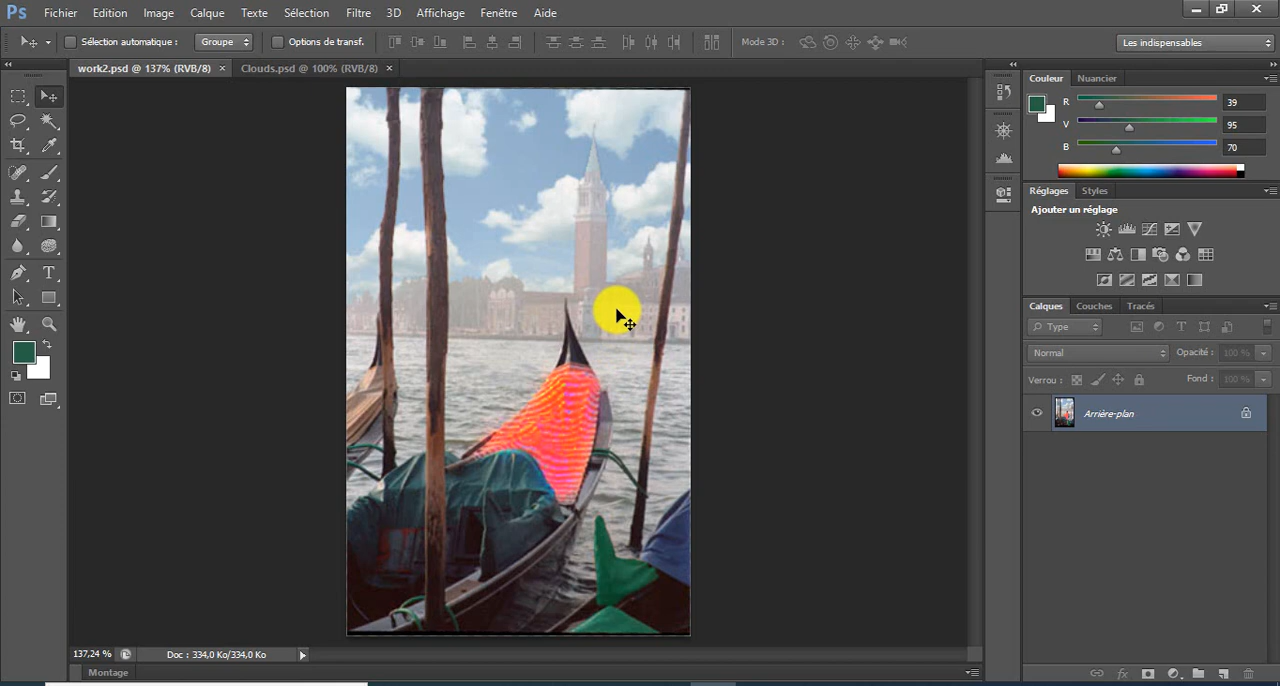 Ps Fichier Edition Image Calque Texte Sélection Filtre 3D Affichage Fenêtre Aide
Sélection automatique : Groupe Options de transf. Mode 3D : Les indispensables
work2.psd @ 137% (RVB/8) × Clouds.psd @ 100% (RVB/8) ×
Couleur Nuancier
R 39
V 95
B 70
Réglages Styles
Ajouter un réglage
Calques Couches Tracés
Type
Normal Opacité : 100 %
Verrou : Fond : 100 %
Arrière-plan
137,24 % Doc : 334,0 Ko/334,0 Ko
Montage